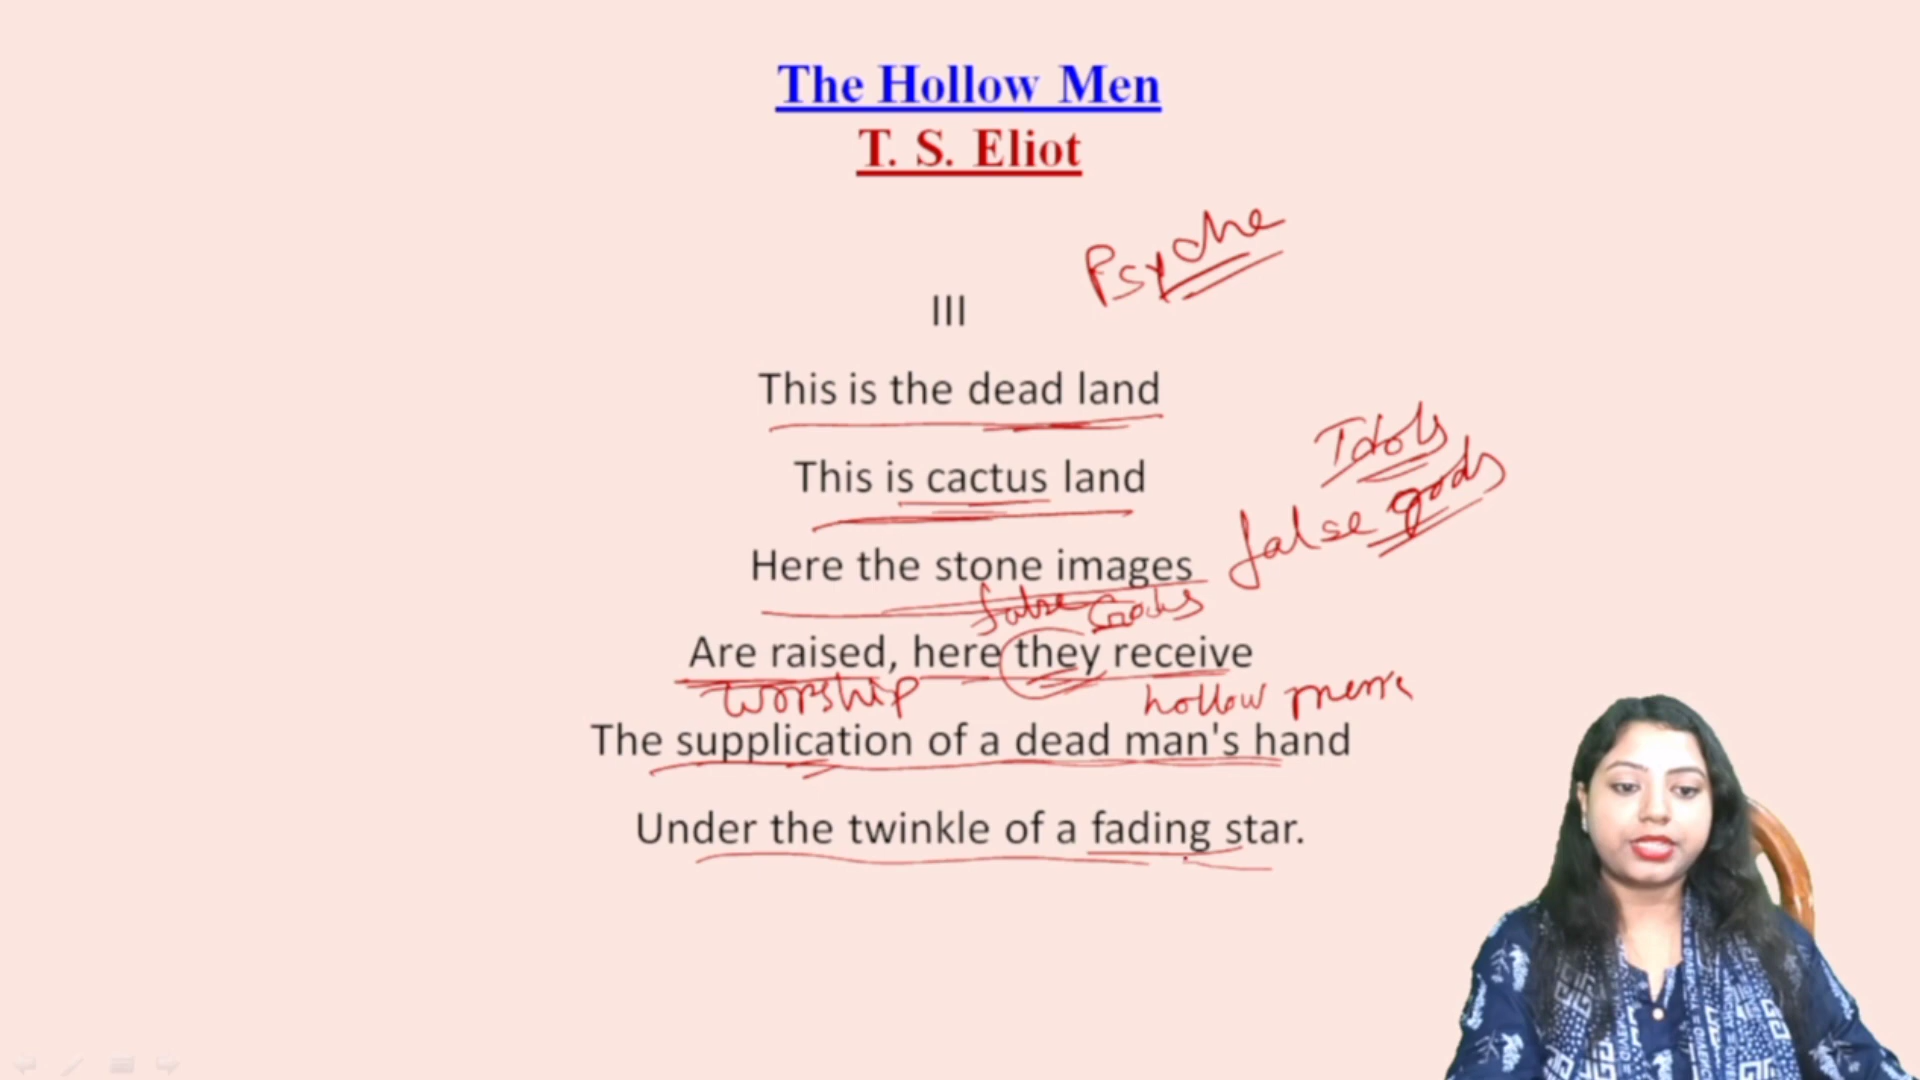 The Hollow Men
T. S. Eliot
Psyche
III
This is the dead land
Idols
This is cactus land
false gods
Here the stone images
false Gods
Are raised, here they receive
worship
hollow
The supplication of a dead man's hand
Under the twinkle of a fading star.